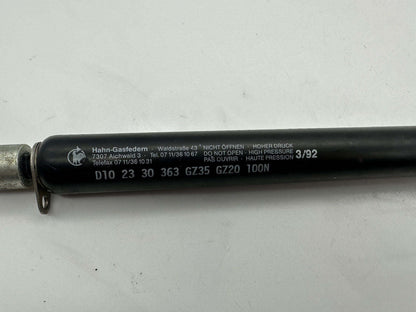 Hahn-Gasfedern · Waldstraße 43 NICHT ÖFFNEN · HOHER DRUCK
7307 Aichwald 3 · Tel. 07 11/36 10 67 DO NOT OPEN · HIGH PRESSURE 3/92
Telefax 07 11/36 10 31 PAS OUVRIR · HAUTE PRESSION
D10 23 30 363 GZ35 GZ20 100N